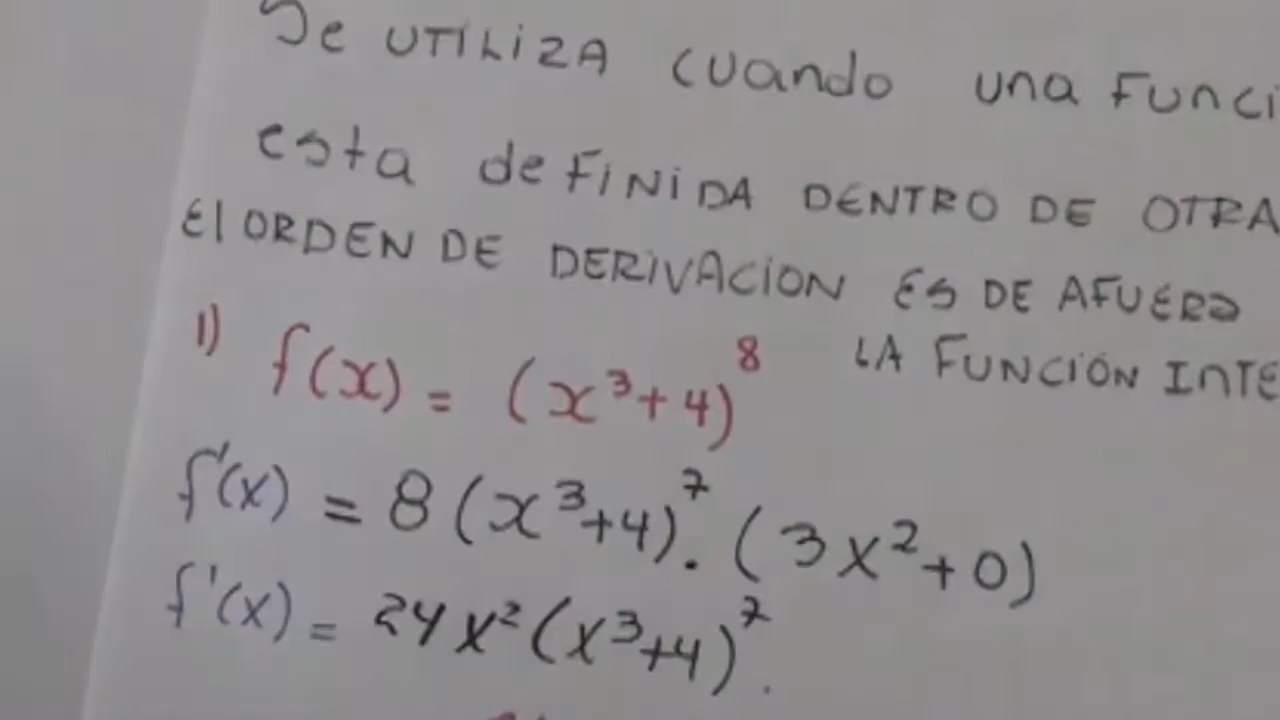 Se UTILIZA cuando una Funci
esta deFINIDA DENTRO DE OTRA
El ORDEN DE DERIVACION ES DE AFUERA
1) f(x) = (x³+4)⁸ LA FUNCIÓN INTE
f'(x) = 8(x³+4)⁷.(3x²+0)
f'(x) = 24x²(x³+4)⁷.